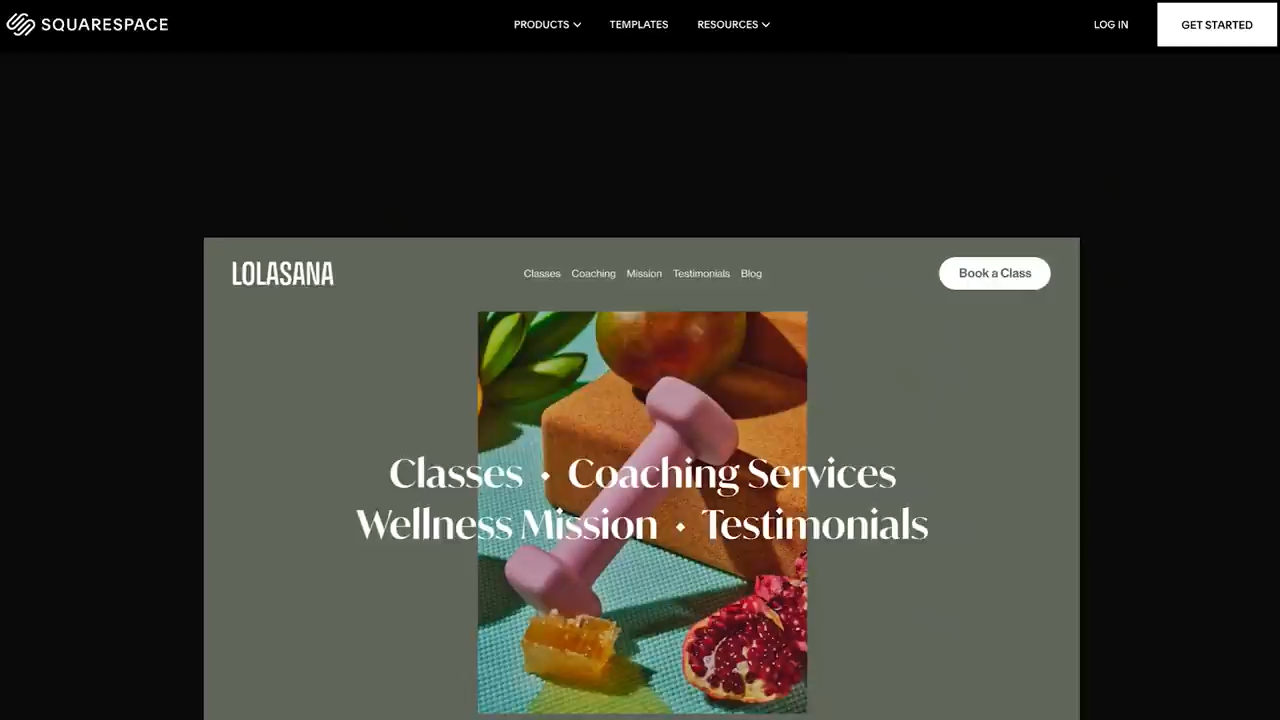 SQUARESPACE
PRODUCTS TEMPLATES RESOURCES
LOG IN
GET STARTED
LOLASANA
Classes Coaching Mission Testimonials Blog
Book a Class
Classes • Coaching Services
Wellness Mission • Testimonials